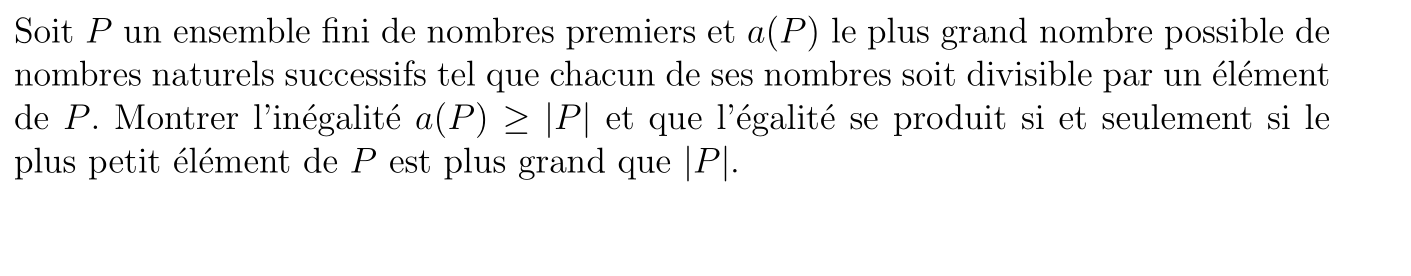 Soit P un ensemble fini de nombres premiers et a(P) le plus grand nombre possible de
nombres naturels successifs tel que chacun de ses nombres soit divisible par un élément
de P. Montrer l'inégalité a(P) ≥ |P| et que l'égalité se produit si et seulement si le
plus petit élément de P est plus grand que |P|.